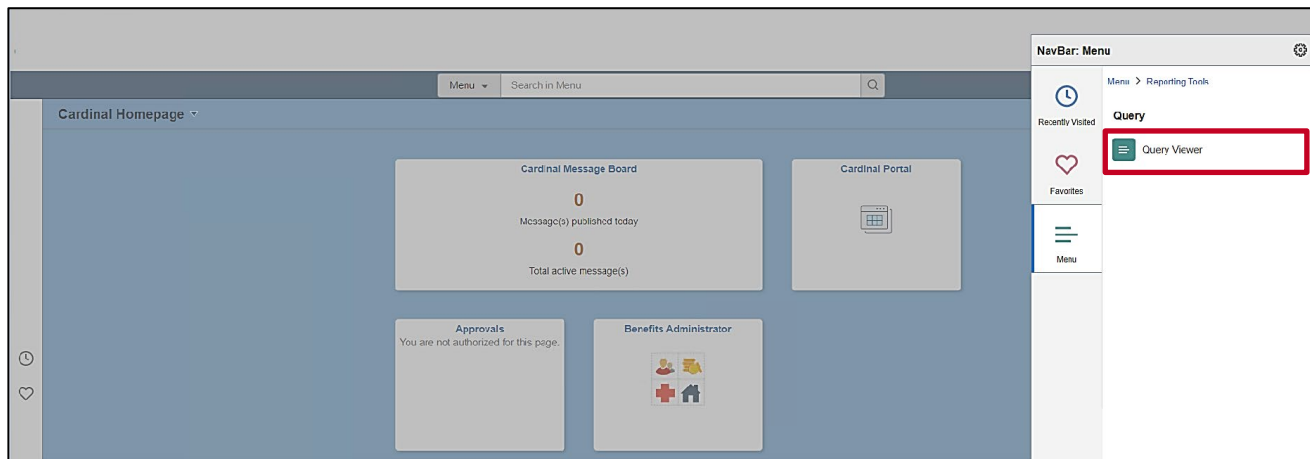 NavBar: Menu
Menu
Search in Menu
Menu > Reporting Tools
Recently Visited
Query
Cardinal Homepage
Query Viewer
Favorites
Menu
Cardinal Message Board
0
Message(s) published today
0
Total active message(s)
Cardinal Portal
Approvals
You are not authorized for this page.
Benefits Administrator